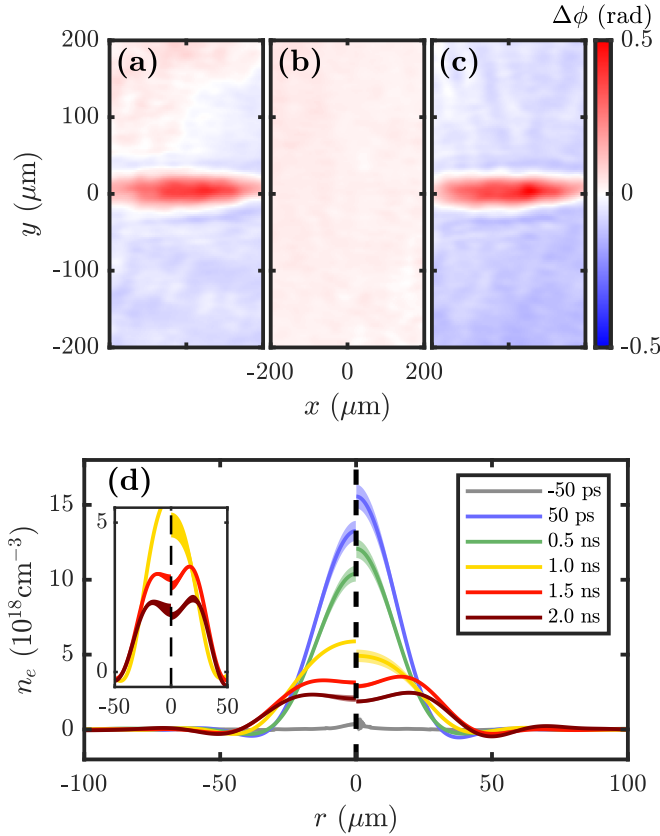 Δϕ (rad)
200
(a)
(b)
(c)
0.5
100
0
0
-100
-200
-0.5
-200
0
200
y (μm)
x (μm)
(d)
15
10
5
0
n_e (10^18 cm^−3)
-50 ps
50 ps
0.5 ns
1.0 ns
1.5 ns
2.0 ns
5
0
-50
0
50
-100
-50
0
50
100
r (μm)